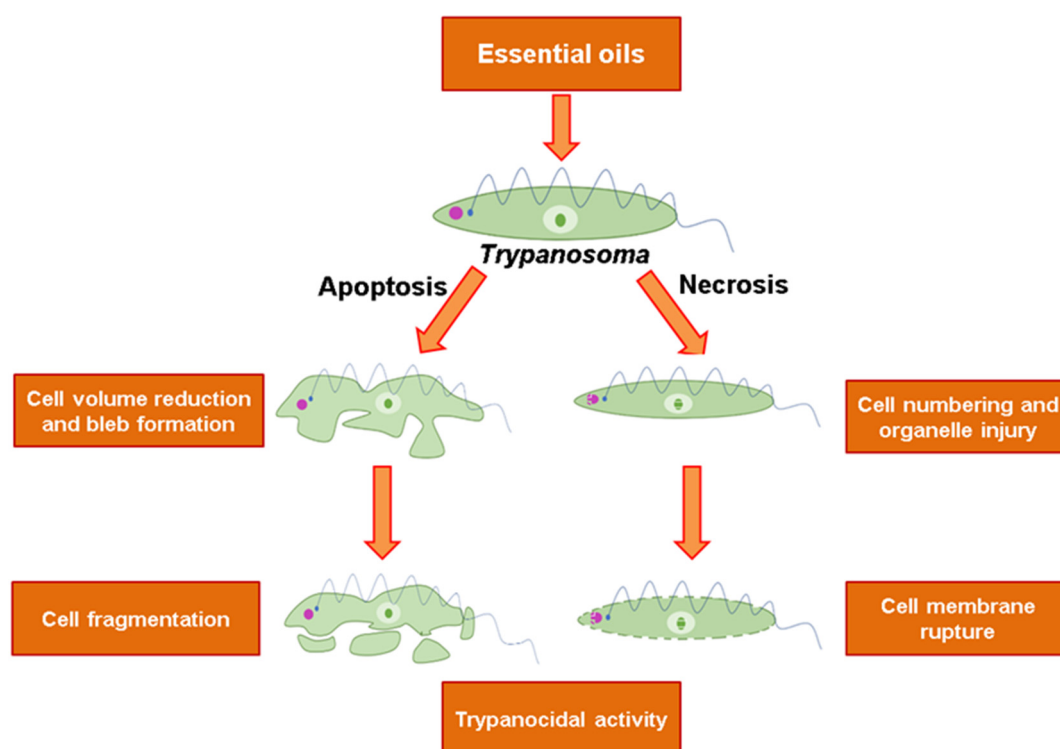 Essential oils
Trypanosoma
Apoptosis
Necrosis
Cell volume reduction
and bleb formation
Cell numbering and
organelle injury
Cell fragmentation
Cell membrane
rupture
Trypanocidal activity